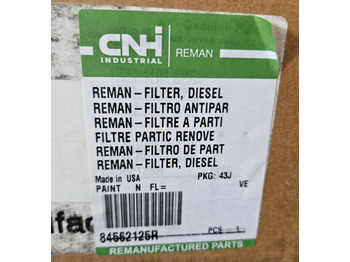 CNH
INDUSTRIAL
REMAN
REMAN-FILTER, DIESEL
REMAN-FILTRO ANTIPAR
REMAN-FILTRE A PARTI
FILTRE PARTIC RENOVE
REMAN-FILTRO DE PART
REMAN-FILTER, DIESEL
Made in USA PKG: 43J
PAINT N FL= VE
84562125R PCS 1
REMANUFACTURED PARTS